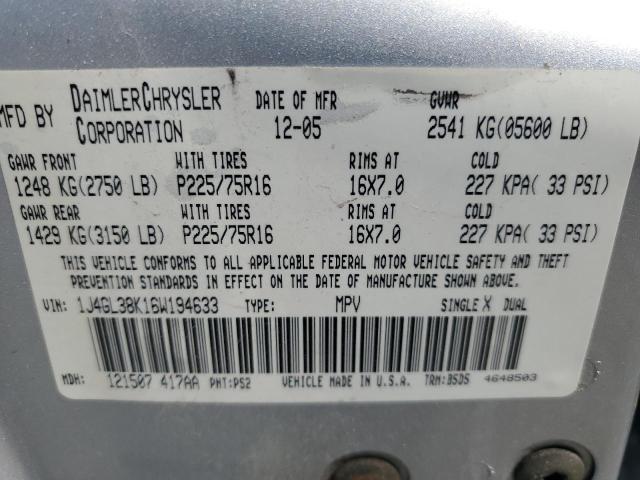 MFD BY DAIMLERCHRYSLER CORPORATION DATE OF MFR 12-05 GVWR 2541 KG(05600 LB)
GAWR FRONT WITH TIRES RIMS AT COLD
1248 KG(2750 LB) P225/75R16 16X7.0 227 KPA( 33 PSI)
GAWR REAR WITH TIRES RIMS AT COLD
1429 KG(3150 LB) P225/75R16 16X7.0 227 KPA( 33 PSI)
THIS VEHICLE CONFORMS TO ALL APPLICABLE FEDERAL MOTOR VEHICLE SAFETY AND THEFT
PREVENTION STANDARDS IN EFFECT ON THE DATE OF MANUFACTURE SHOWN ABOVE.
VIN: 1J4GL38K16W194633 TYPE: MPV SINGLE X DUAL
MDH: 121507 417AA PNT:PS2 VEHICLE MADE IN U.S.A. TRM:BSDS 4648503